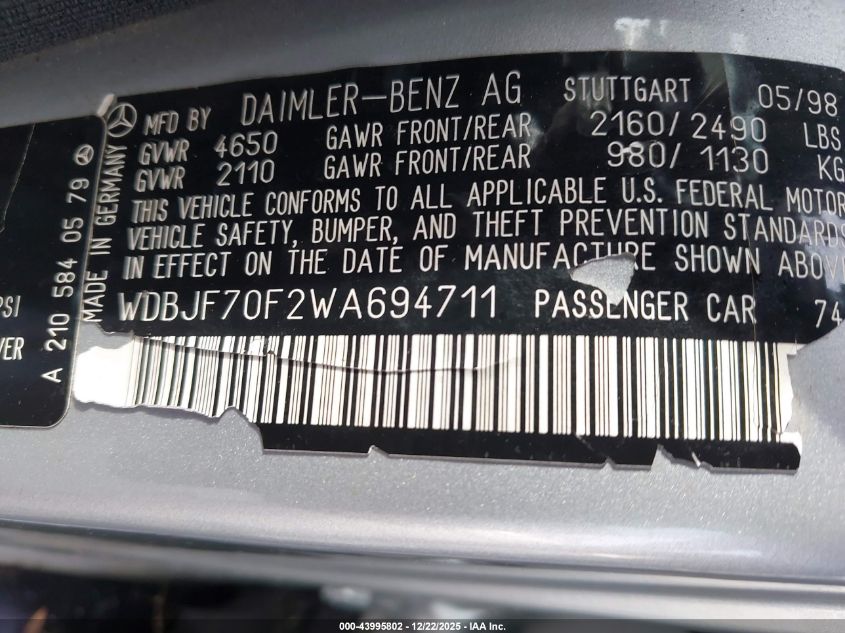 MFD BY DAIMLER-BENZ AG STUTTGART 05/98
GVWR 4650 GAWR FRONT/REAR 2160/2490 LBS
GVWR 2110 GAWR FRONT/REAR 980/1130 KG
THIS VEHICLE CONFORMS TO ALL APPLICABLE U.S. FEDERAL MOTOR
VEHICLE SAFETY, BUMPER, AND THEFT PREVENTION STANDARDS
IN EFFECT ON THE DATE OF MANUFACTURE SHOWN ABOVE
WDBJF70F2WA694711 PASSENGER CAR 74
MADE IN GERMANY
A 210 584 05 79
PSI
VER
000-43995802 - 12/22/2025 - IAA Inc.